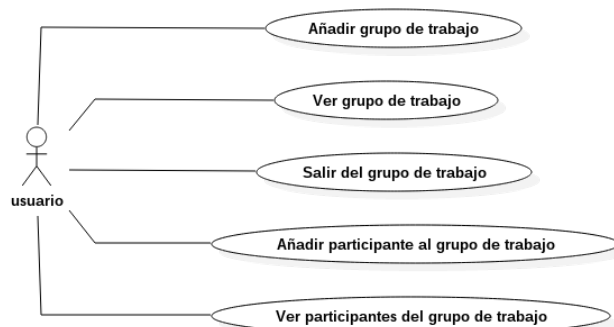 Añadir grupo de trabajo
Ver grupo de trabajo
Salir del grupo de trabajo
usuario
Añadir participante al grupo de trabajo
Ver participantes del grupo de trabajo